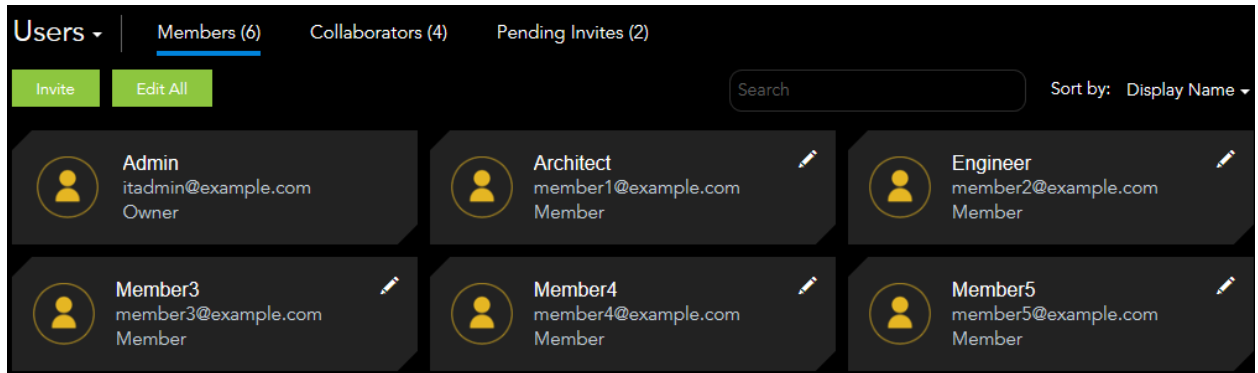 Users Members (6) Collaborators (4) Pending Invites (2)
Invite Edit All Search Sort by: Display Name
Admin
itadmin@example.com
Owner
Architect
member1@example.com
Member
Engineer
member2@example.com
Member
Member3
member3@example.com
Member
Member4
member4@example.com
Member
Member5
member5@example.com
Member